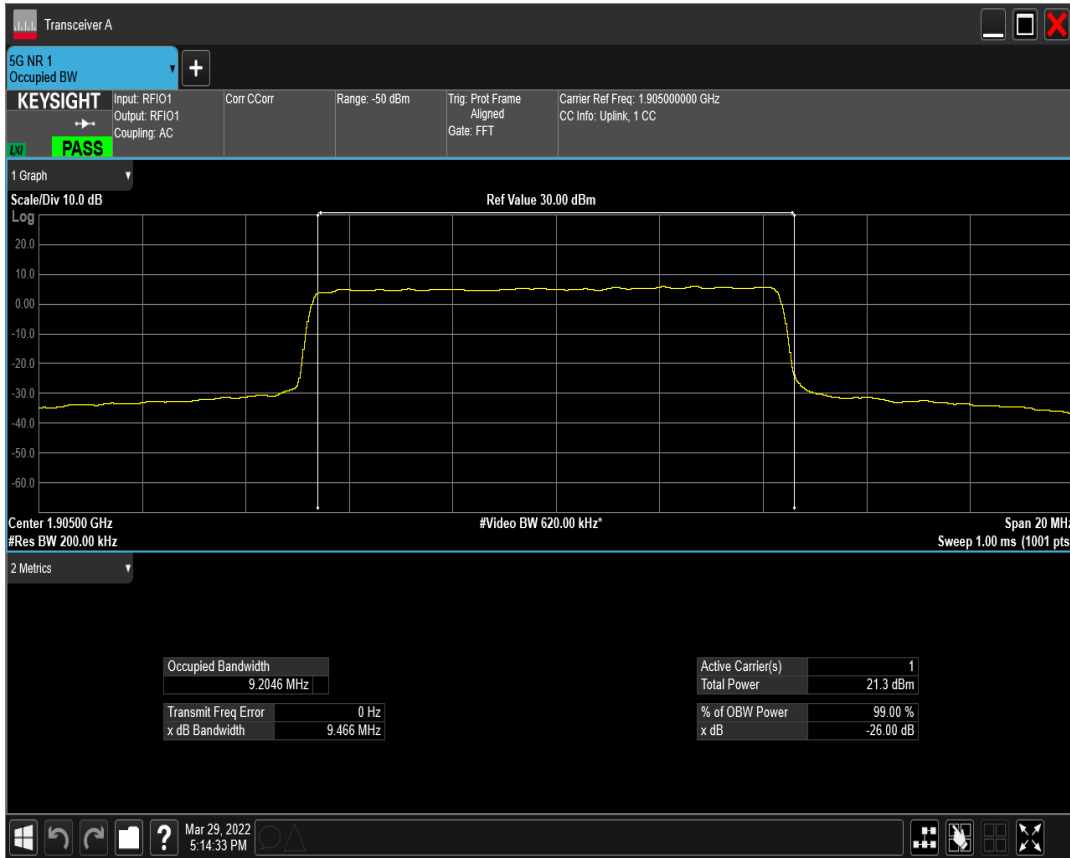 Transceiver A
5G NR 1
Occupied BW
KEYSIGHT
LXI
PASS
Input: RFIO1
Output: RFIO1
Coupling: AC
Corr CCorr
Range: -50 dBm
Trig: Prot Frame
Aligned
Gate: FFT
Carrier Ref Freq: 1.905000000 GHz
CC Info: Uplink, 1 CC
1 Graph
Scale/Div 10.0 dB
Ref Value 30.00 dBm
Log
20.0
10.0
0.00
-10.0
-20.0
-30.0
-40.0
-50.0
-60.0
Center 1.90500 GHz
#Video BW 620.00 kHz*
Span 20 MHz
#Res BW 200.00 kHz
Sweep 1.00 ms (1001 pts
2 Metrics
Occupied Bandwidth
9.2046 MHz
Transmit Freq Error 0 Hz
x dB Bandwidth 9.466 MHz
Active Carrier(s) 1
Total Power 21.3 dBm
% of OBW Power 99.00 %
x dB -26.00 dB
?
Mar 29, 2022
5:14:33 PM